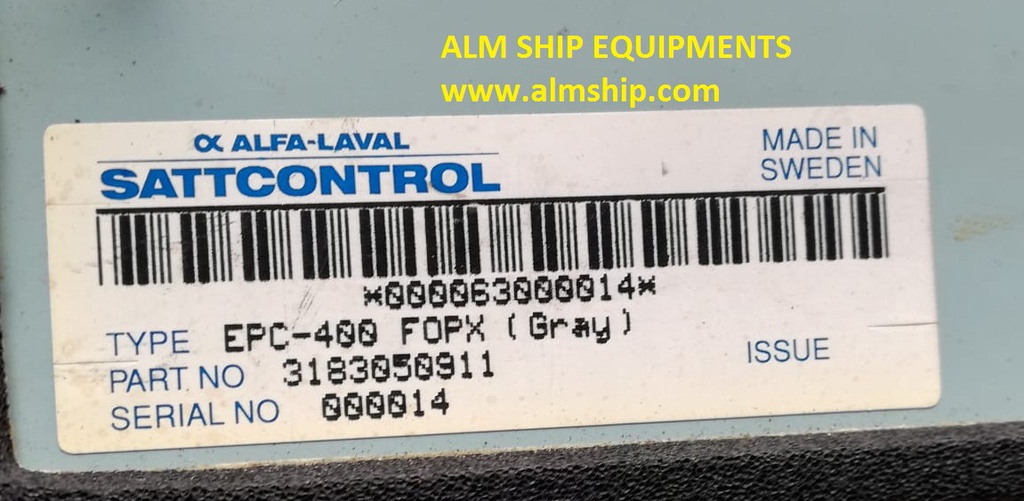 ALM SHIP EQUIPMENTS
www.almship.com
α ALFA-LAVAL
SATTCONTROL
MADE IN
SWEDEN
*000063000014*
TYPE EPC-400 FOPX (Gray)
PART NO 3183050911
ISSUE
SERIAL NO 000014